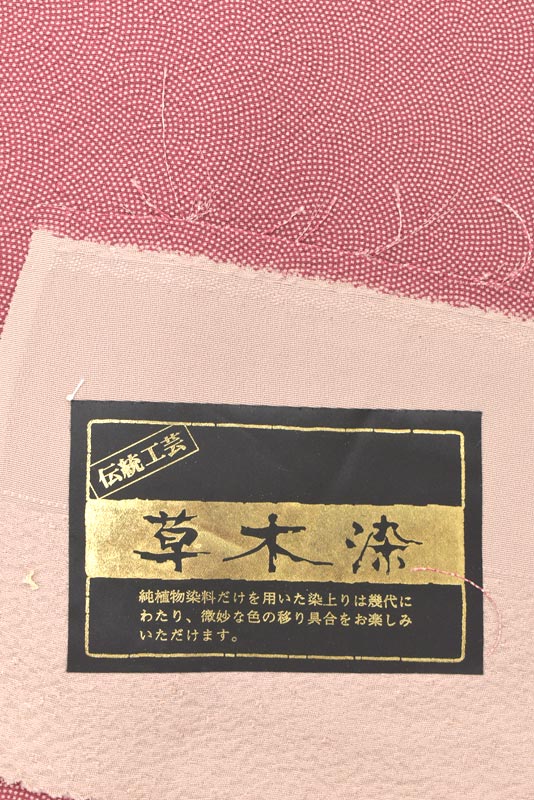 伝統工芸
草木染
純植物染料だけを用いた染上りは幾代に
わたり、微妙な色の移り具合をお楽しみ
いただけます。